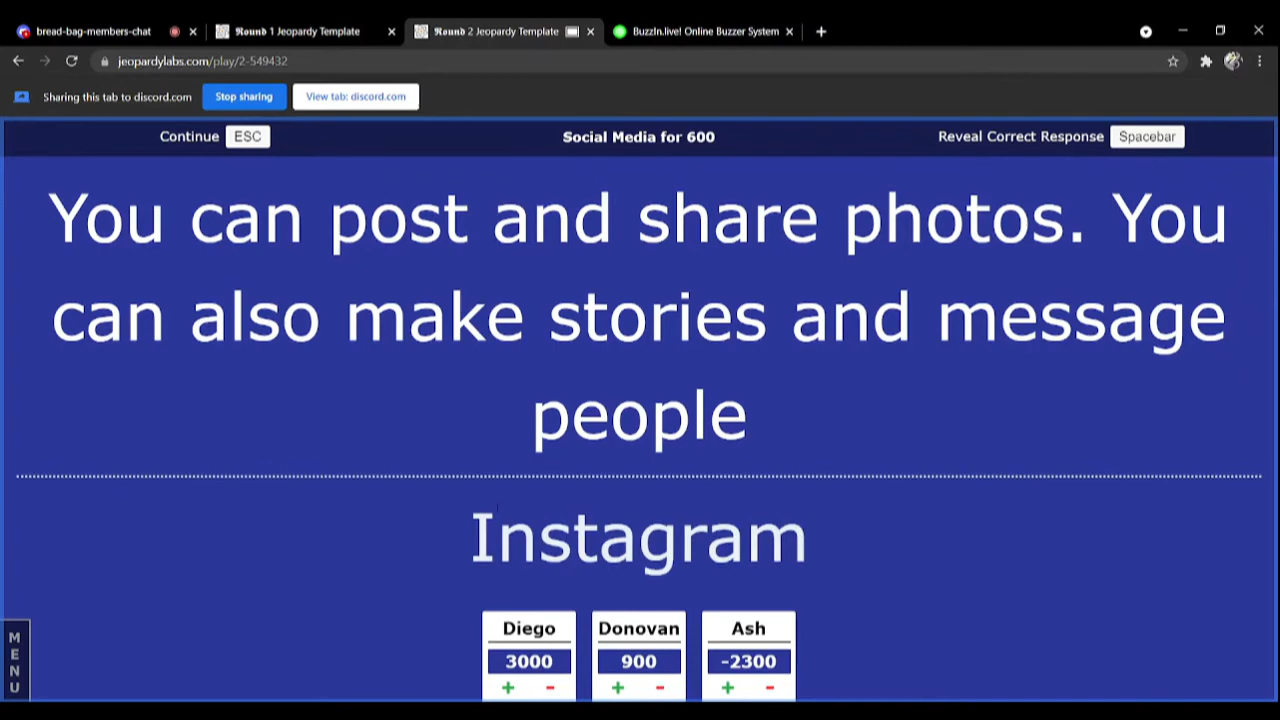 bread-bag-members-chat
Round 1 Jeopardy Template
Round 2 Jeopardy Template
BuzzIn.live! Online Buzzer System
jeopardylabs.com/play/2-549432
Sharing this tab to discord.com
Stop sharing
View tab: discord.com
Continue ESC
Social Media for 600
Reveal Correct Response Spacebar
You can post and share photos. You
can also make stories and message
people
Instagram
MENU
Diego Donovan Ash
3000 900 -2300
+ - + - + -